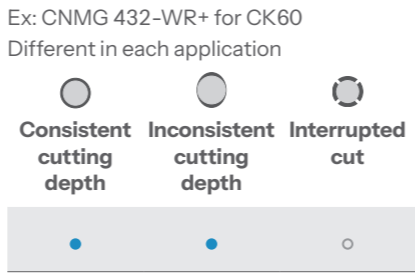 Ex: CNMG 432-WR+ for CK60
Different in each application
Consistent cutting depth
Inconsistent cutting depth
Interrupted cut